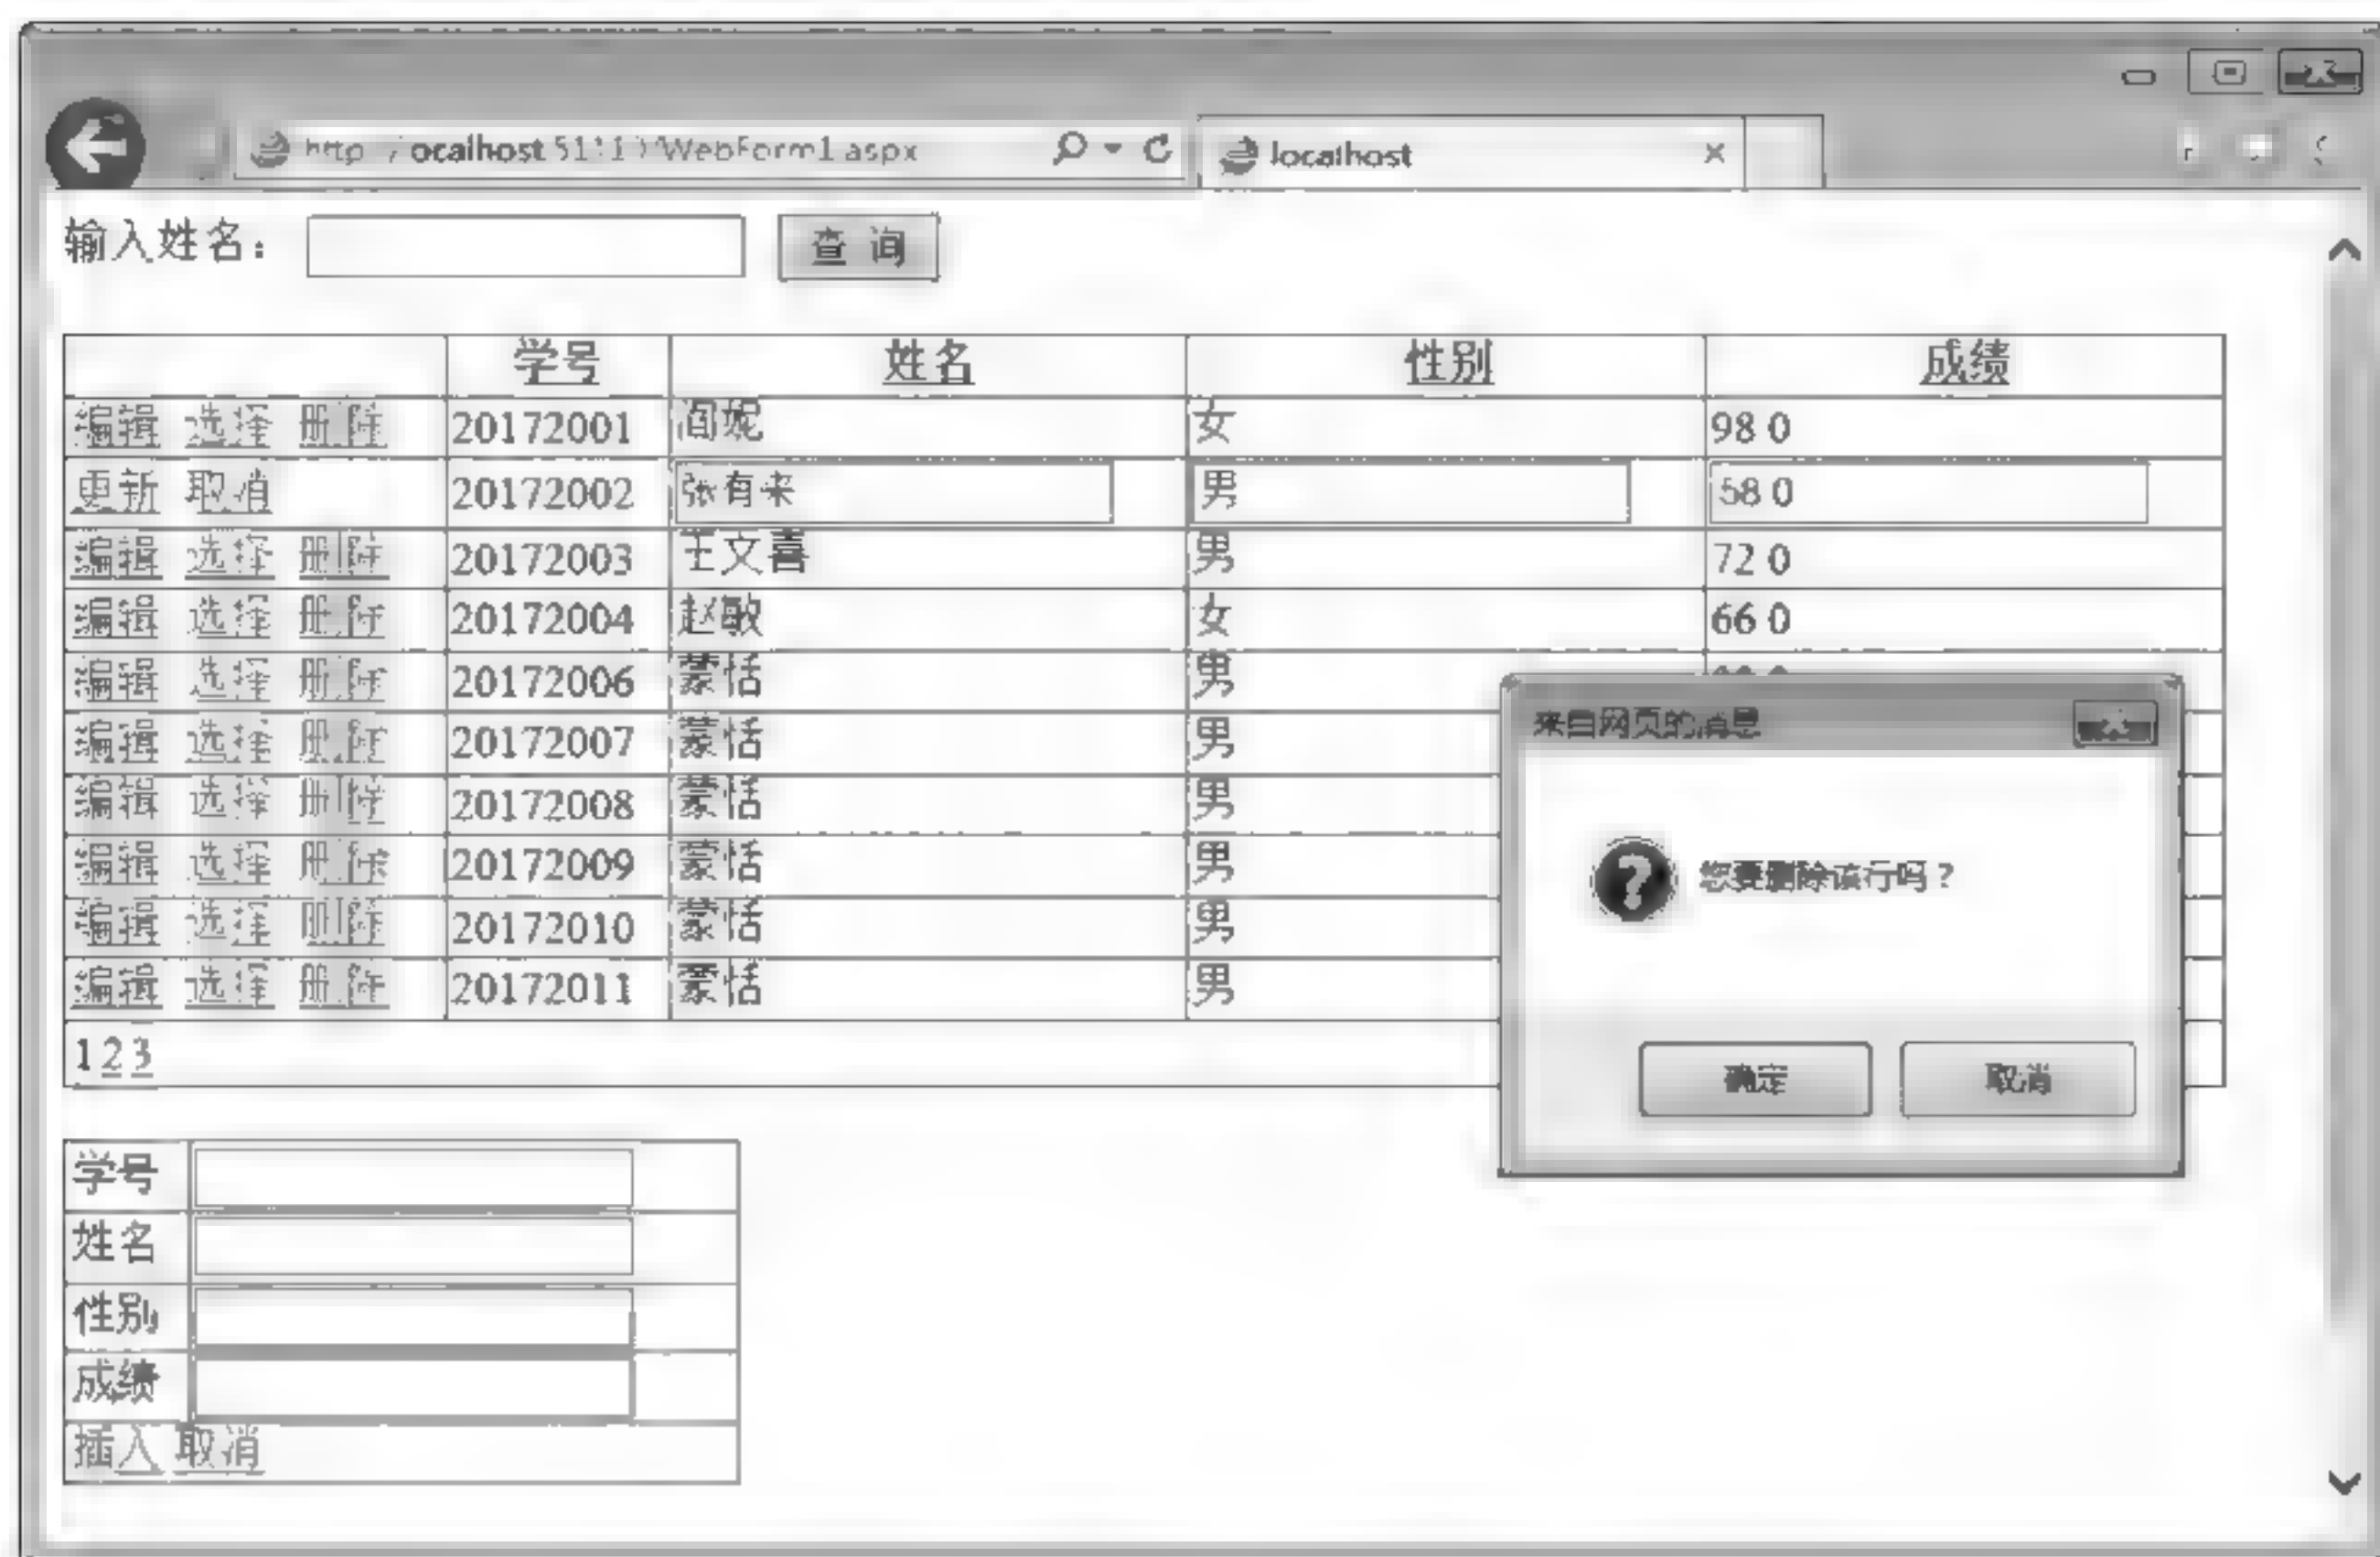 localhost
输入姓名： 查 询
学号 姓名 性别 成绩
编辑 选择 删除 20172001 闫妮 女 98.0
更新 取消 20172002 张有来 男 58.0
编辑 选择 删除 20172003 王文喜 男 72.0
编辑 选择 删除 20172004 赵敏 女 66.0
编辑 选择 删除 20172006 蒙恬 男
编辑 选择 删除 20172007 蒙恬 男
编辑 选择 删除 20172008 蒙恬 男
编辑 选择 删除 20172009 蒙恬 男
编辑 选择 删除 20172010 蒙恬 男
编辑 选择 删除 20172011 蒙恬 男
1 2 3
来自网页的消息
您要删除该行吗？
确定 取消
学号
姓名
性别
成绩
插入 取消